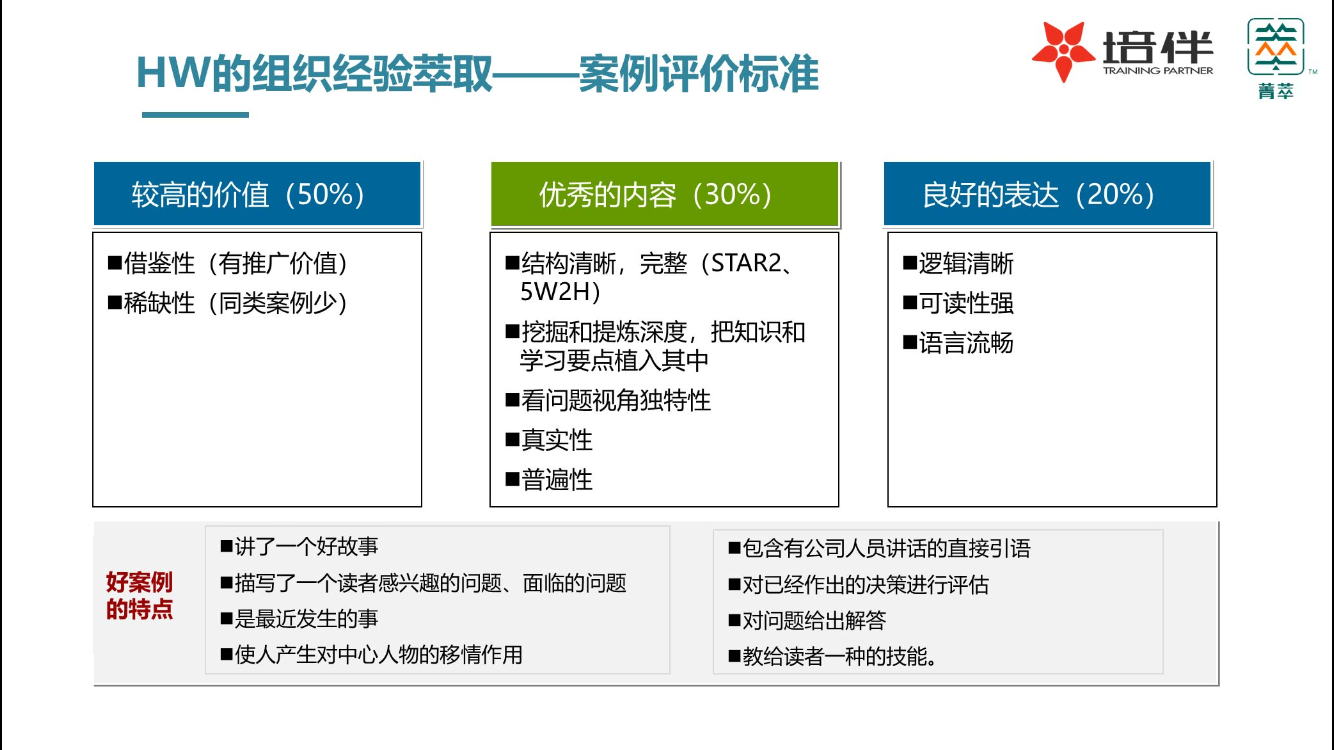 HW的组织经验萃取——案例评价标准
培伴
TRAINING PARTNER
萃
TM
菁萃
较高的价值（50%）
■借鉴性（有推广价值）
■稀缺性（同类案例少）
优秀的内容（30%）
■结构清晰，完整（STAR2、
5W2H）
■挖掘和提炼深度，把知识和
学习要点植入其中
■看问题视角独特性
■真实性
■普遍性
良好的表达（20%）
■逻辑清晰
■可读性强
■语言流畅
好案例
的特点
■讲了一个好故事
■描写了一个读者感兴趣的问题、面临的问题
■是最近发生的事
■使人产生对中心人物的移情作用
■包含有公司人员讲话的直接引语
■对已经作出的决策进行评估
■对问题给出解答
■教给读者一种的技能。